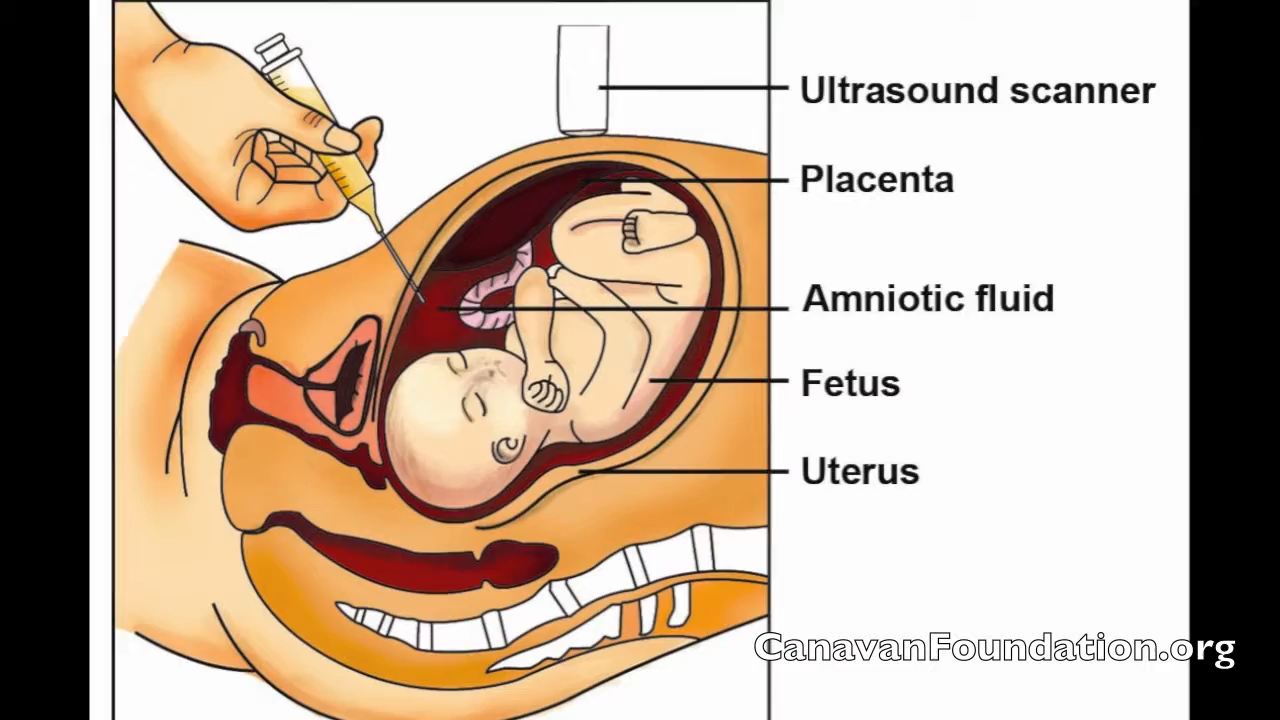 Ultrasound scanner
Placenta
Amniotic fluid
Fetus
Uterus
CanavanFoundation.org